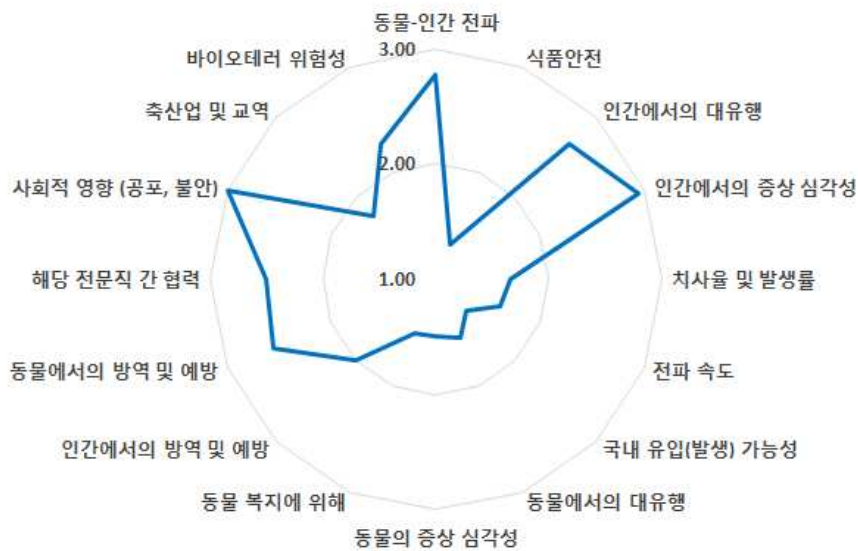 동물-인간 전파
3.00
식품안전
바이오테러 위험성
축산업 및 교역
인간에서의 대유행
2.00
사회적 영향 (공포, 불안)
인간에서의 증상 심각성
해당 전문직 간 협력
1.00
치사율 및 발생률
동물에서의 방역 및 예방
전파 속도
인간에서의 방역 및 예방
국내 유입(발생) 가능성
동물 복지에 위해
동물에서의 대유행
동물의 증상 심각성